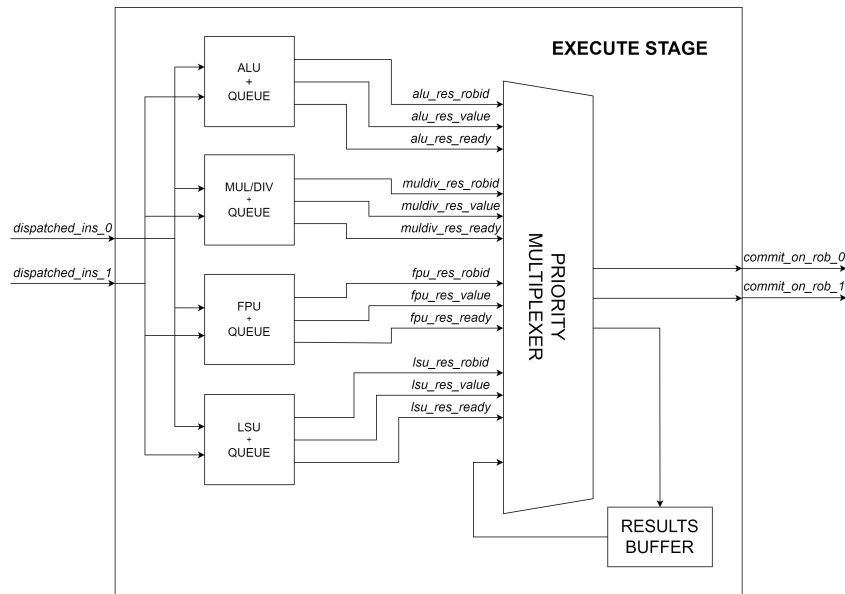 EXECUTE STAGE
ALU
+
QUEUE
alu_res_robid
alu_res_value
alu_res_ready
MUL/DIV
+
QUEUE
muldiv_res_robid
muldiv_res_value
muldiv_res_ready
dispatched_ins_0
dispatched_ins_1
FPU
+
QUEUE
fpu_res_robid
fpu_res_value
fpu_res_ready
LSU
+
QUEUE
lsu_res_robid
lsu_res_value
lsu_res_ready
PRIORITY
MULTIPLEXER
commit_on_rob_0
commit_on_rob_1
RESULTS
BUFFER